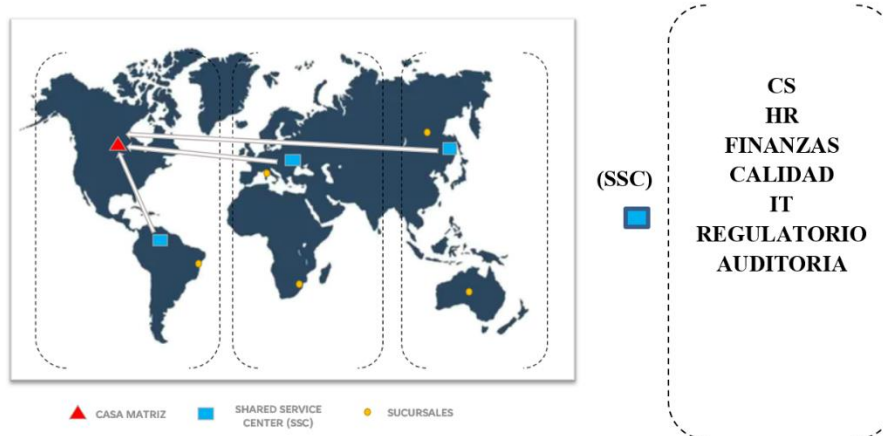 CS
HR
FINANZAS
CALIDAD
IT
REGULATORIO
AUDITORIA
(SSC)
CASA MATRIZ
SHARED SERVICE
CENTER (SSC)
SUCURSALES